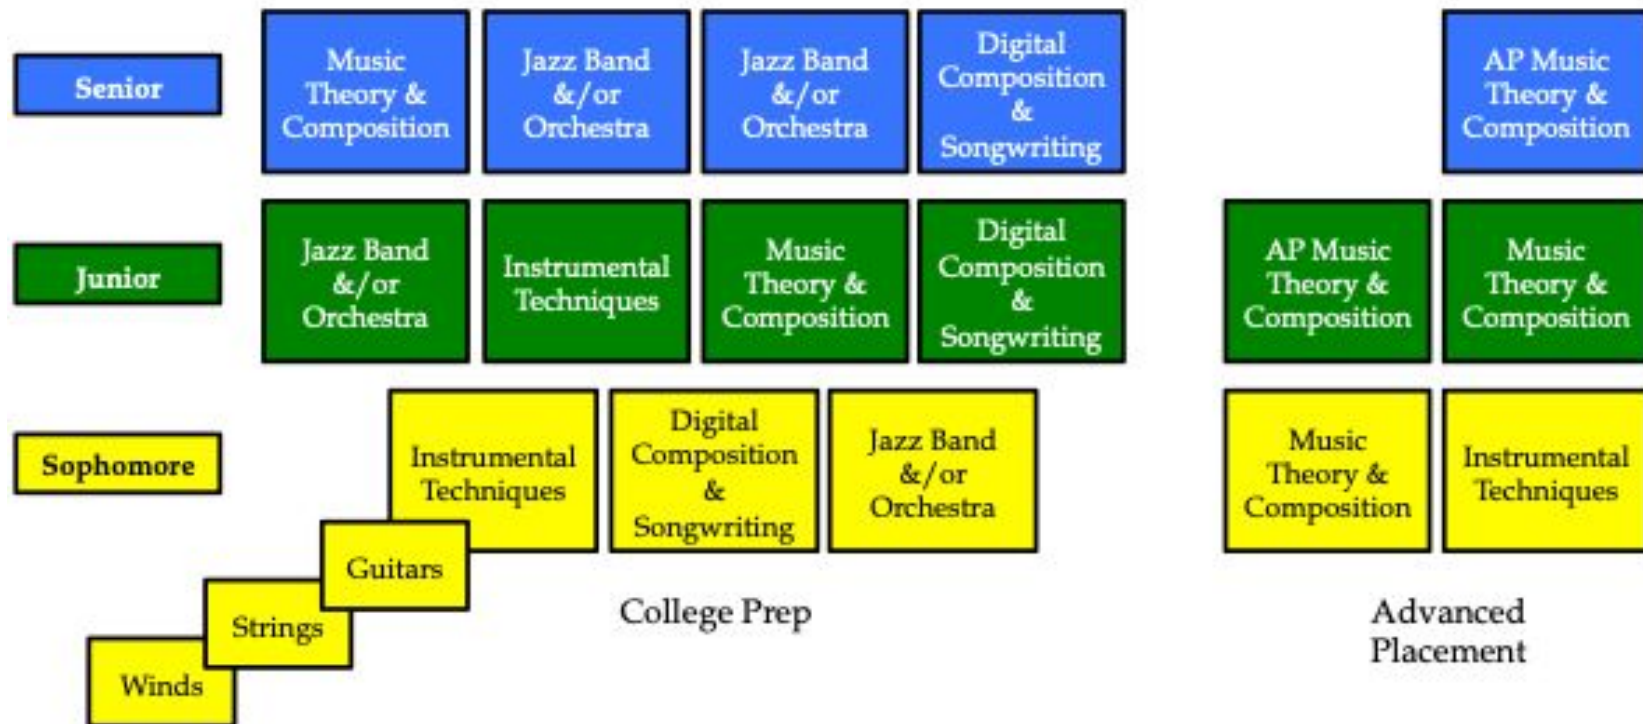 Senior
Music
Theory &
Composition
Jazz Band
&/or
Orchestra
Jazz Band
&/or
Orchestra
Digital
Composition
&
Songwriting
AP Music
Theory &
Composition
Junior
Jazz Band
&/or
Orchestra
Instrumental
Techniques
Music
Theory &
Composition
Digital
Composition
&
Songwriting
AP Music
Theory &
Composition
Music
Theory &
Composition
Sophomore
Instrumental
Techniques
Digital
Composition
&
Songwriting
Jazz Band
&/or
Orchestra
Music
Theory &
Composition
Instrumental
Techniques
Guitars
Strings
Winds
College Prep
Advanced
Placement